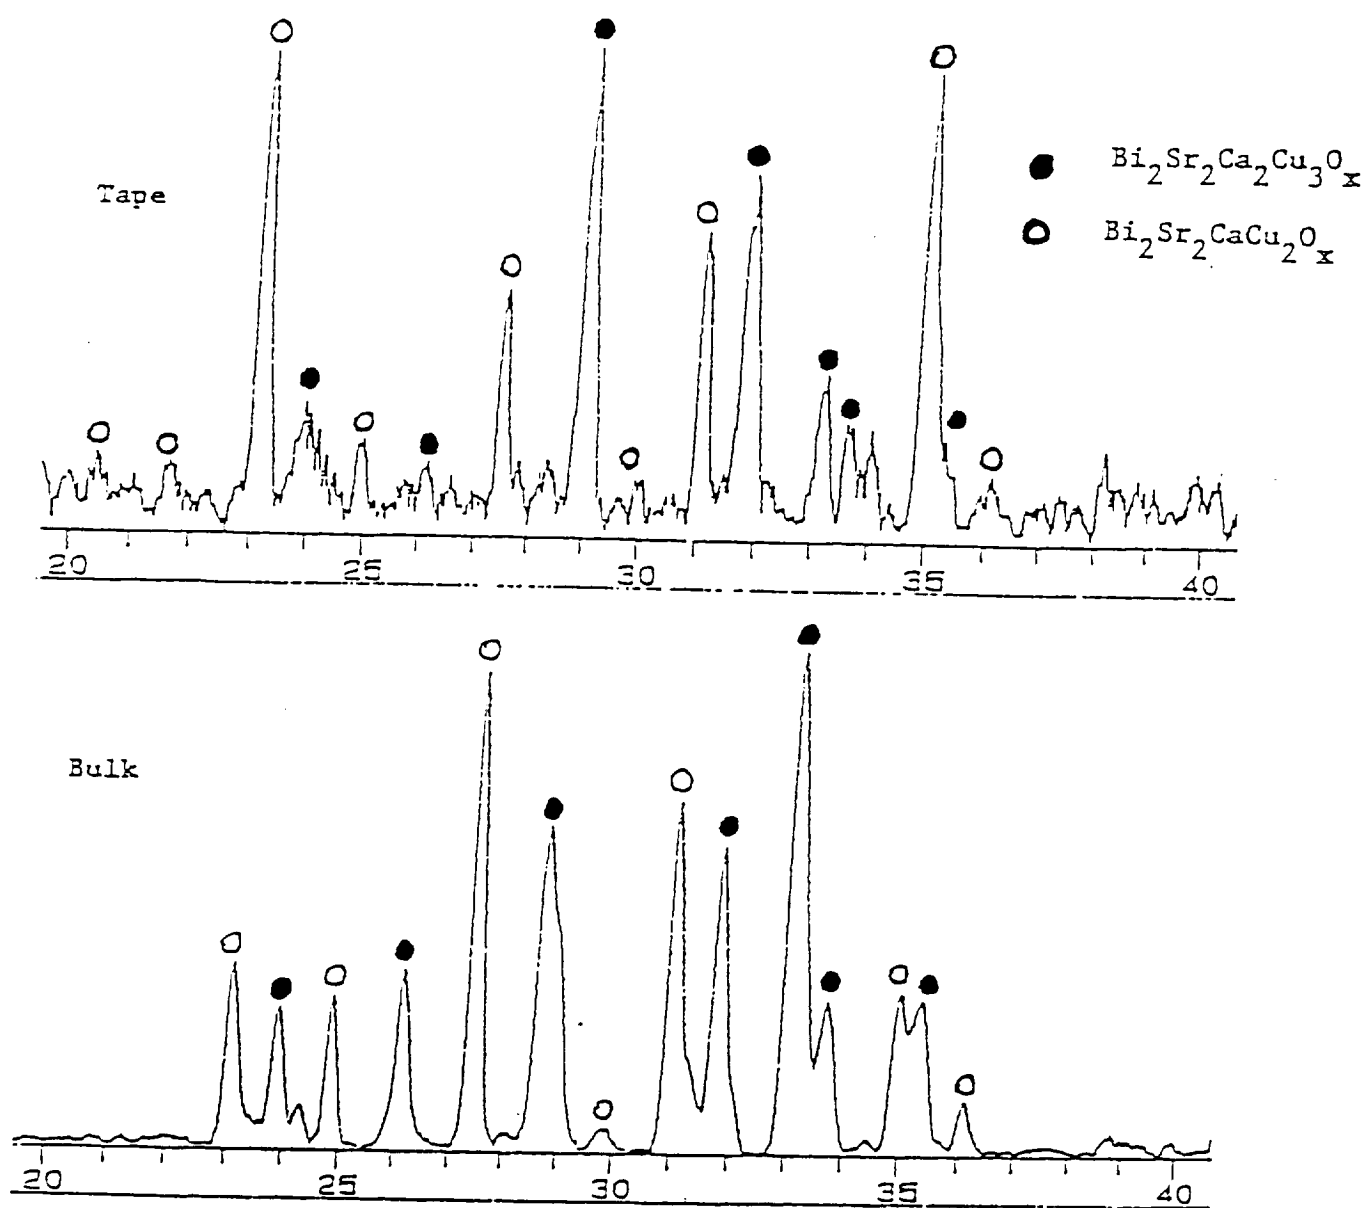 Tape
● Bi₂Sr₂Ca₂Cu₃Oₓ
○ Bi₂Sr₂CaCu₂Oₓ
20 25 30 35 40
Bulk
20 25 30 35 40